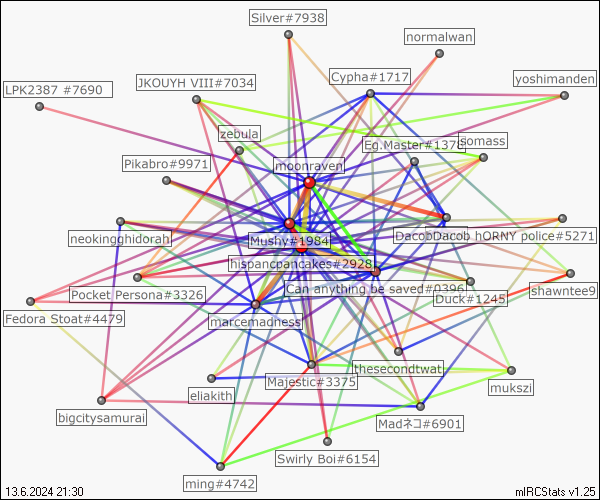 Silver#7938
normalwan
Cypha#1717
yoshimanden
LPK2387 #7690
JKOUYH VIII#7034
zebula
Eg.Master#1378
somass
moonraven
Pikabro#9971
neokingghidorah
Mushy#1984
DacobDacob
hORNY police#5271
hispancpancakes#2928
Can anything be saved#0396
shawntee9
Pocket Persona#3326
Duck#1245
Fedora Stoat#4479
marcemadness
thesecondtwat
Majestic#3375
mukszi
eliakith
bigcitysamurai
Madネコ#6901
Swirly Boi#6154
ming#4742
13.6.2024 21:30
mIRCStats v1.25